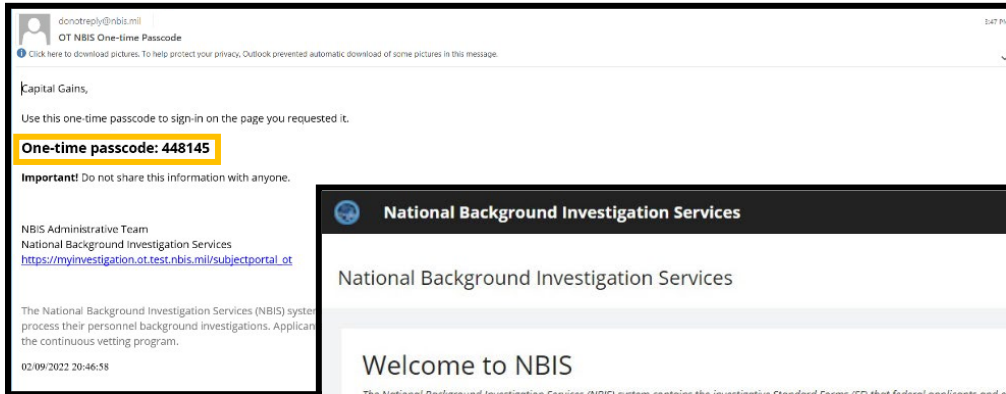 donotreply@nbis.mil
3:47 PM
OT NBIS One-time Passcode
Click here to download pictures. To help protect your privacy, Outlook prevented automatic download of some pictures in this message.
Capital Gains,
Use this one-time passcode to sign-in on the page you requested it.
One-time passcode: 448145
Important! Do not share this information with anyone.
NBIS Administrative Team
National Background Investigation Services
https://myinvestigation.ot.test.nbis.mil/subjectportal_ot
The National Background Investigation Services (NBIS) system
process their personnel background investigations. Applican
the continuous vetting program.
02/09/2022 20:46:58
National Background Investigation Services
National Background Investigation Services
Welcome to NBIS
The National Background Investigation Services (NBIS) system contains the investigative Standard Forms (SF) that federal applicants and